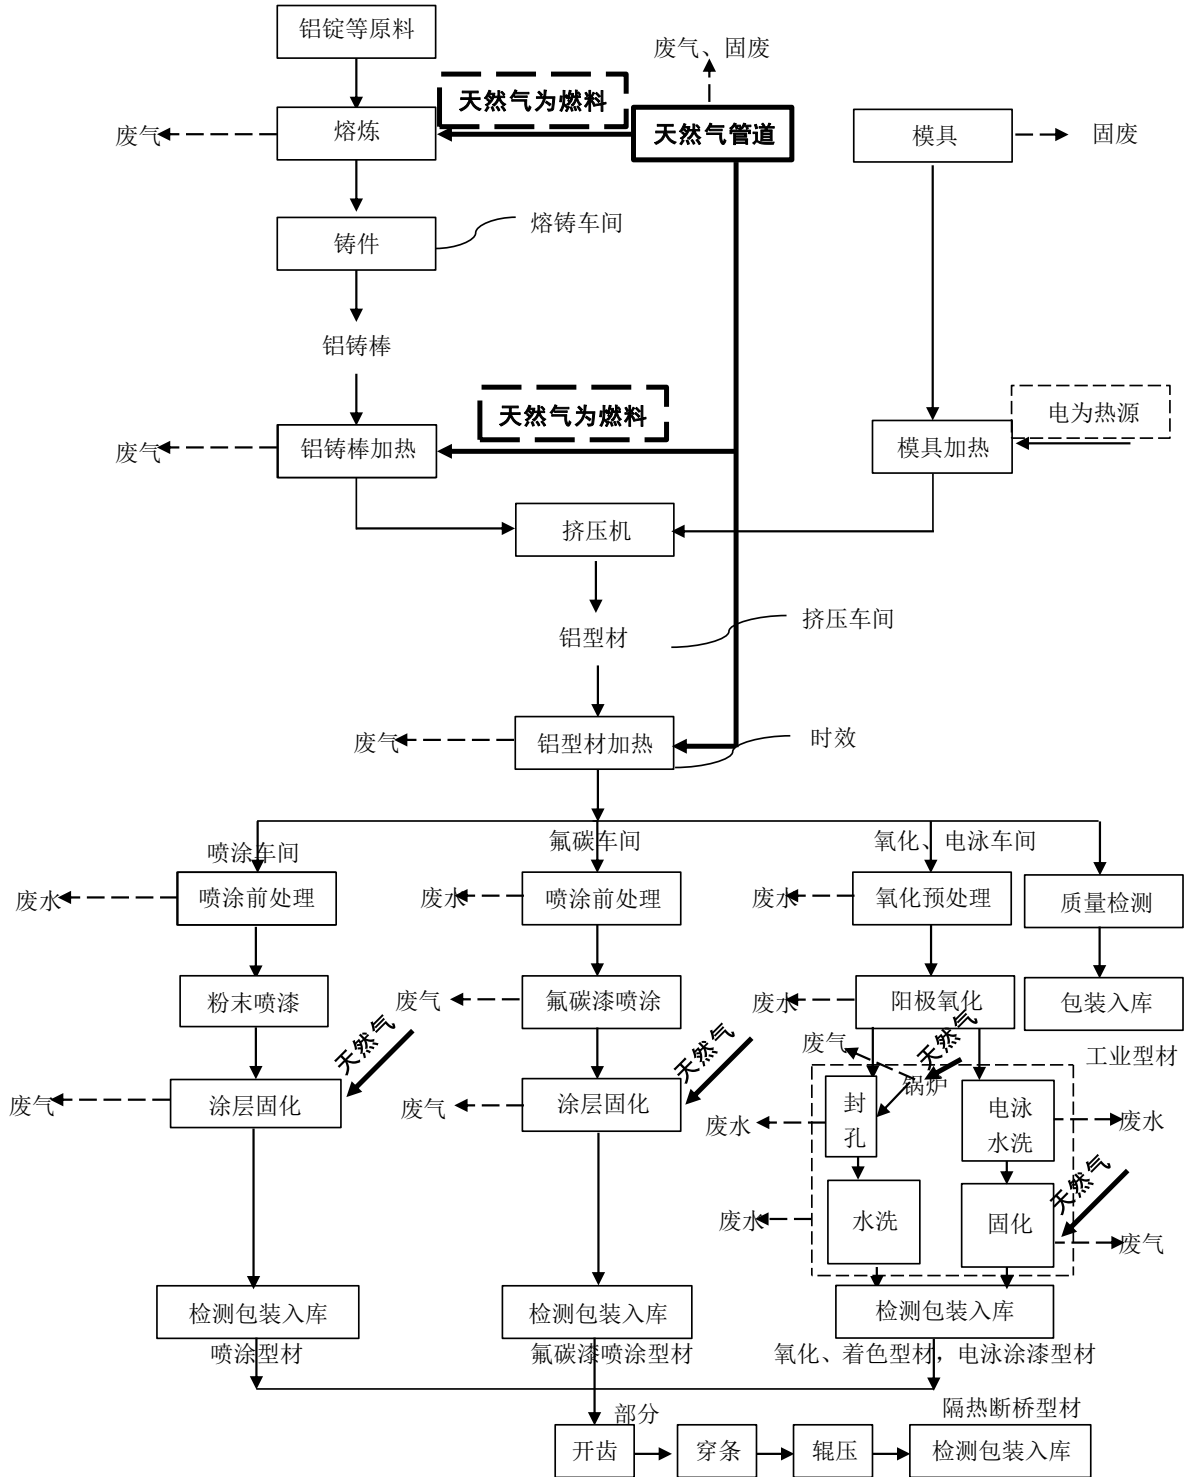 铝锭等原料
废气、固废
天然气为燃料
废气
熔炼
天然气管道
模具
固废
铸件
熔铸车间
铝铸棒
天然气为燃料
电为热源
废气
铝铸棒加热
模具加热
挤压机
挤压车间
铝型材
废气
铝型材加热
时效
喷涂车间
氟碳车间
氧化、电泳车间
废水
喷涂前处理
废水
喷涂前处理
废水
氧化预处理
质量检测
粉末喷漆
废气
氟碳漆喷涂
废水
阳极氧化
包装入库
天然气
天然气
废气
天然气
工业型材
锅炉
废气
涂层固化
废气
涂层固化
废水
封
孔
电泳
水洗
废水
天然气
废水
水洗
固化
废气
检测包装入库
检测包装入库
检测包装入库
喷涂型材
氟碳漆喷涂型材
氧化、着色型材，电泳涂漆型材
部分
隔热断桥型材
开齿
穿条
辊压
检测包装入库